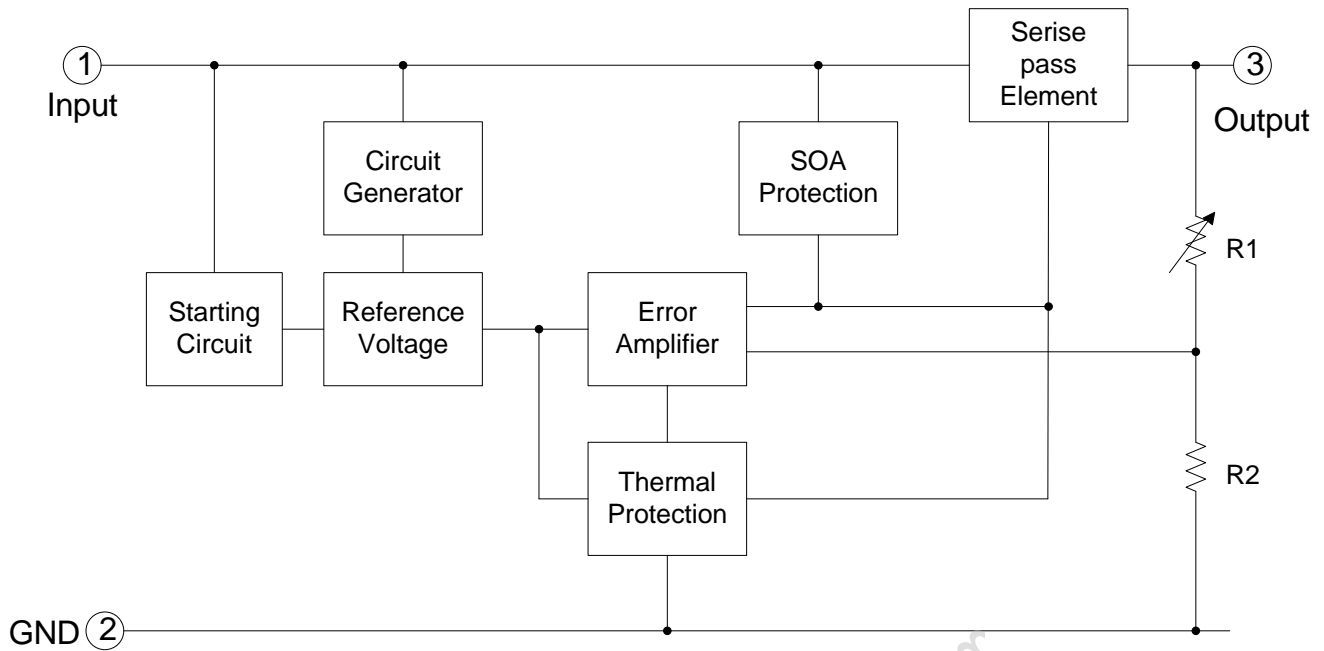 1
Input
Serise
pass
Element
3
Output
Circuit
Generator
SOA
Protection
R1
Starting
Circuit
Reference
Voltage
Error
Amplifier
Thermal
Protection
R2
GND 2